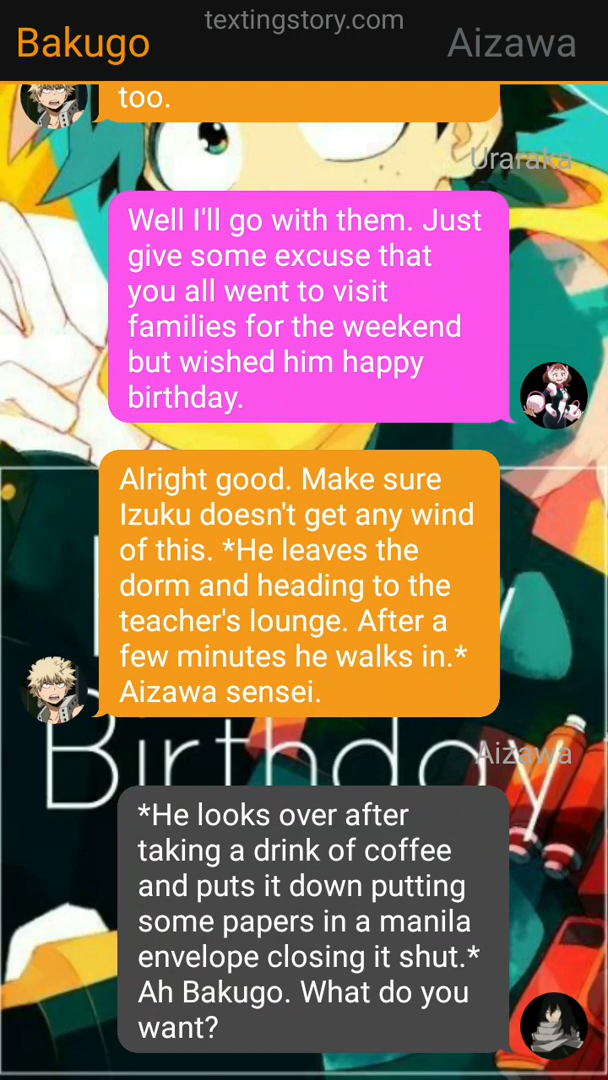 textingstory.com
Bakugo
Aizawa
too.
Uraraka
Well I'll go with them. Just
give some excuse that
you all went to visit
families for the weekend
but wished him happy
birthday.
Alright good. Make sure
Izuku doesn't get any wind
of this. *He leaves the
dorm and heading to the
teacher's lounge. After a
few minutes he walks in.*
Aizawa sensei.
Birthday
Aizawa
*He looks over after
taking a drink of coffee
and puts it down putting
some papers in a manila
envelope closing it shut.*
Ah Bakugo. What do you
want?